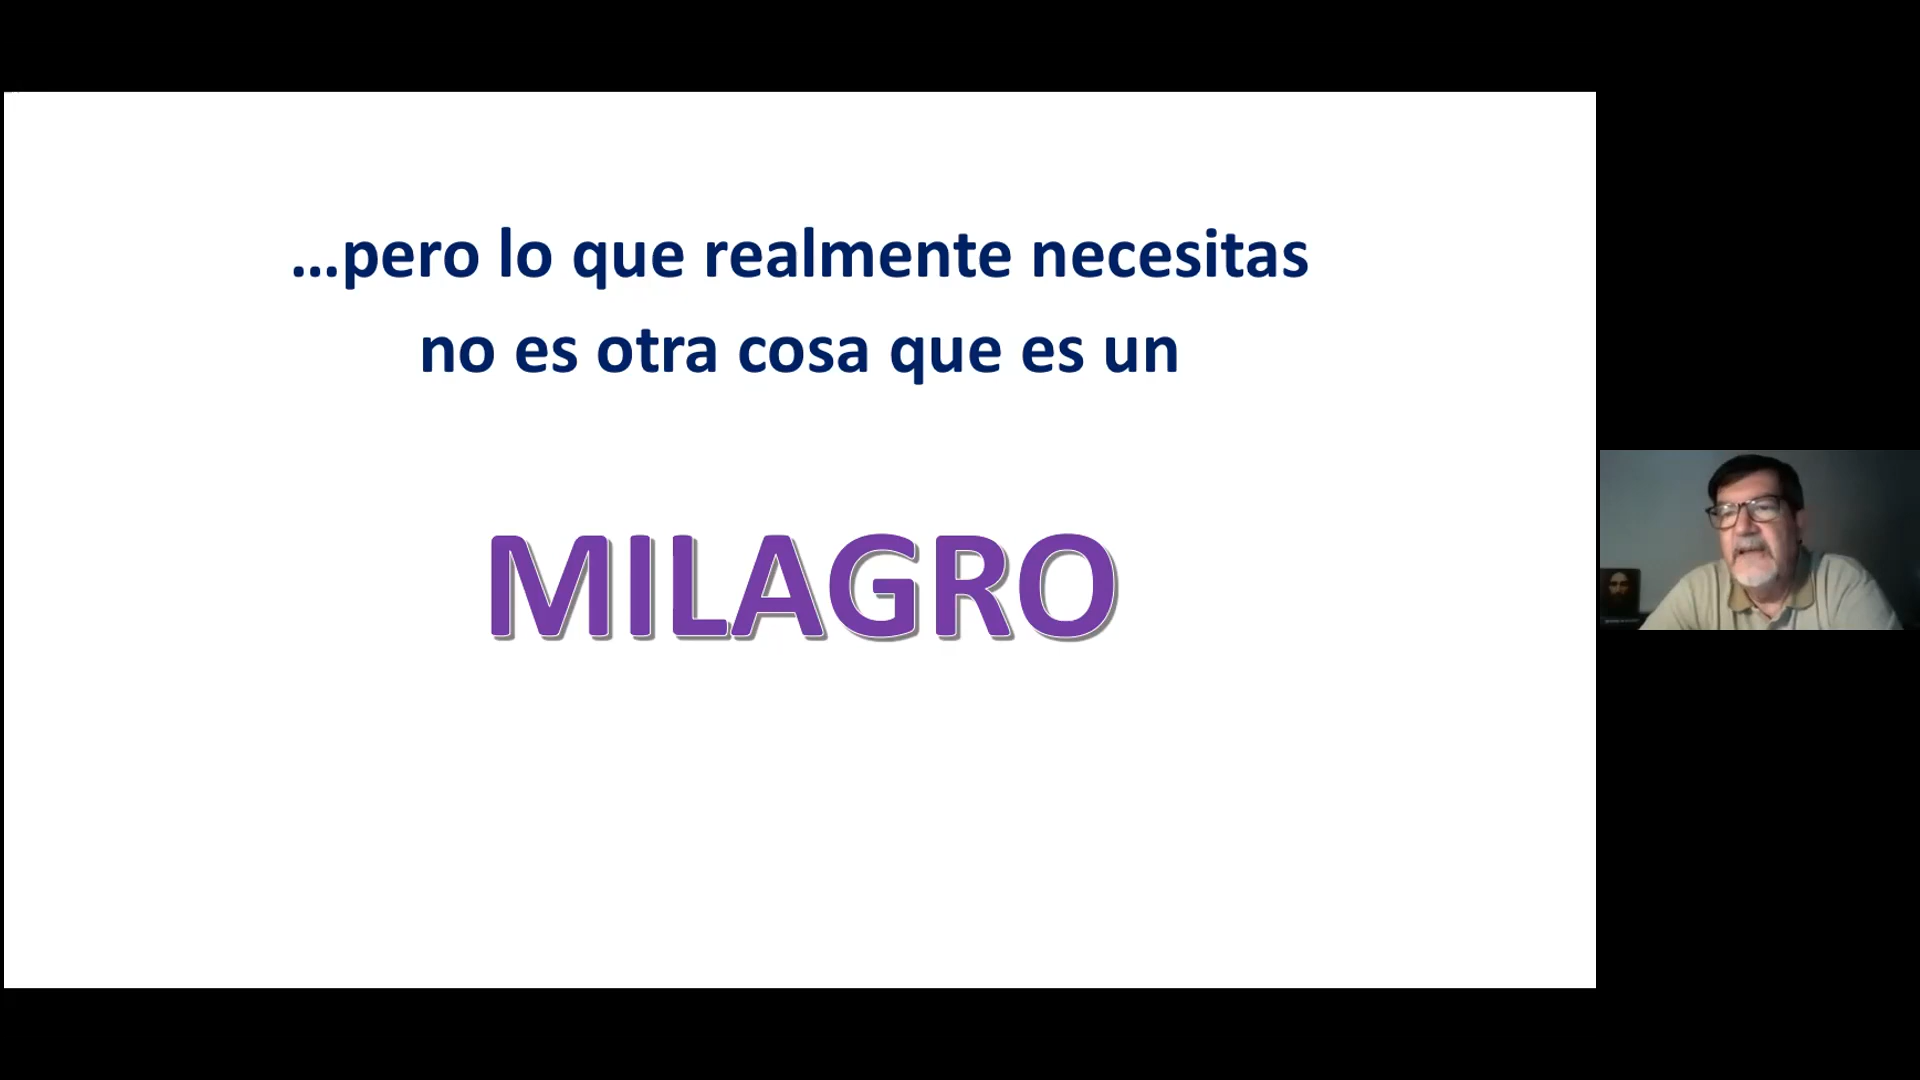 ...pero lo que realmente necesitas
no es otra cosa que es un
MILAGRO